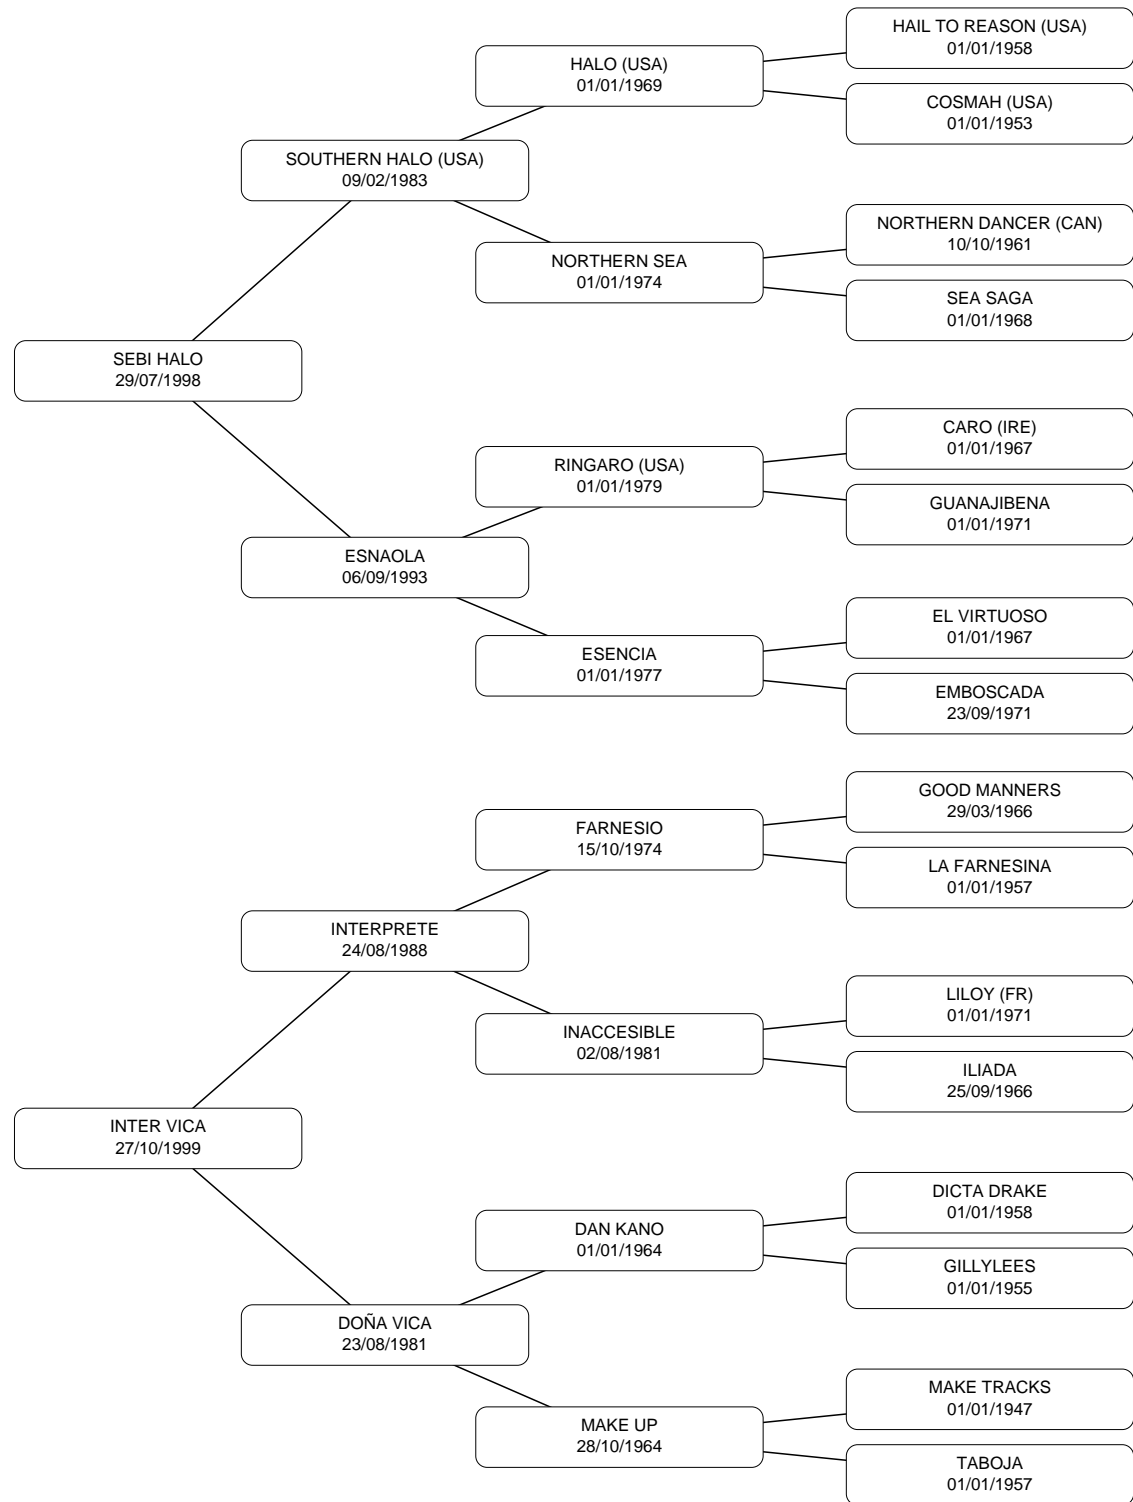 HAIL TO REASON (USA)
01/01/1958
HALO (USA)
01/01/1969
COSMAH (USA)
01/01/1953
SOUTHERN HALO (USA)
09/02/1983
NORTHERN DANCER (CAN)
10/10/1961
NORTHERN SEA
01/01/1974
SEA SAGA
01/01/1968
SEBI HALO
29/07/1998
CARO (IRE)
01/01/1967
RINGARO (USA)
01/01/1979
GUANAJIBENA
01/01/1971
ESNAOLA
06/09/1993
EL VIRTUOSO
01/01/1967
ESENCIA
01/01/1977
EMBOSCADA
23/09/1971
GOOD MANNERS
29/03/1966
FARNESIO
15/10/1974
LA FARNESINA
01/01/1957
INTERPRETE
24/08/1988
LILOY (FR)
01/01/1971
INACCESIBLE
02/08/1981
ILIADA
25/09/1966
INTER VICA
27/10/1999
DICTA DRAKE
01/01/1958
DAN KANO
01/01/1964
GILLYLEES
01/01/1955
DOÑA VICA
23/08/1981
MAKE TRACKS
01/01/1947
MAKE UP
28/10/1964
TABOJA
01/01/1957